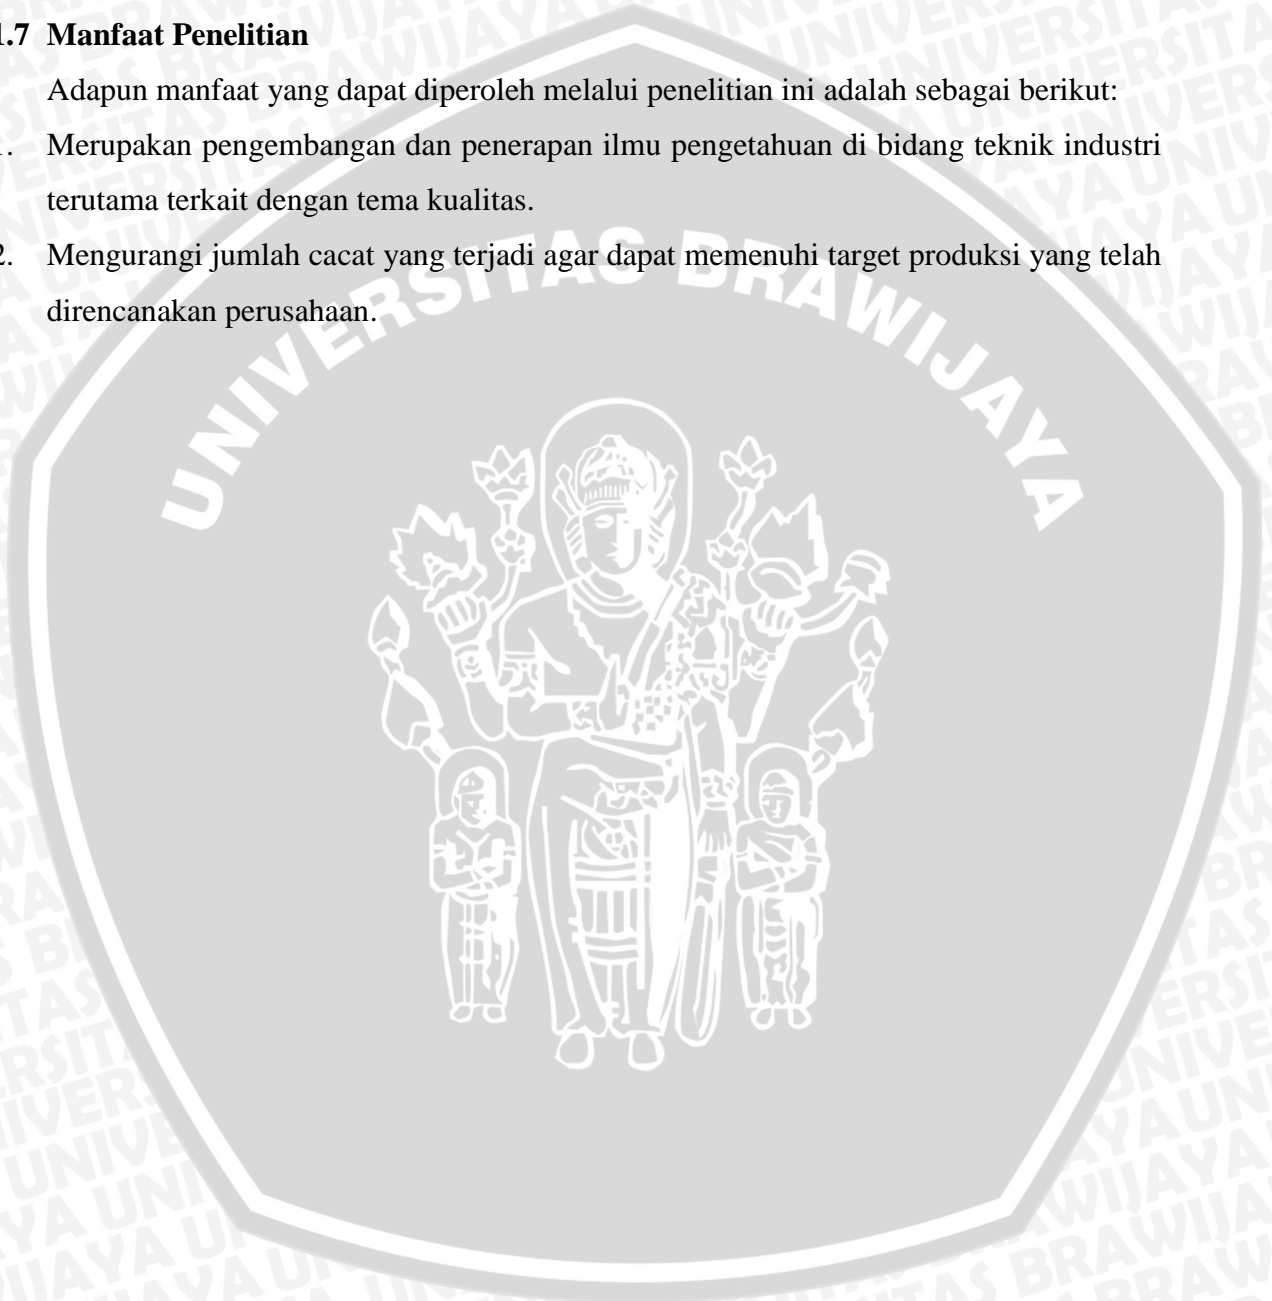 1.7 Manfaat Penelitian
Adapun manfaat yang dapat diperoleh melalui penelitian ini adalah sebagai berikut:
1. Merupakan pengembangan dan penerapan ilmu pengetahuan di bidang teknik industri
terutama terkait dengan tema kualitas.
2. Mengurangi jumlah cacat yang terjadi agar dapat memenuhi target produksi yang telah
direncanakan perusahaan.
UNIVERSITAS BRAWIJAYA